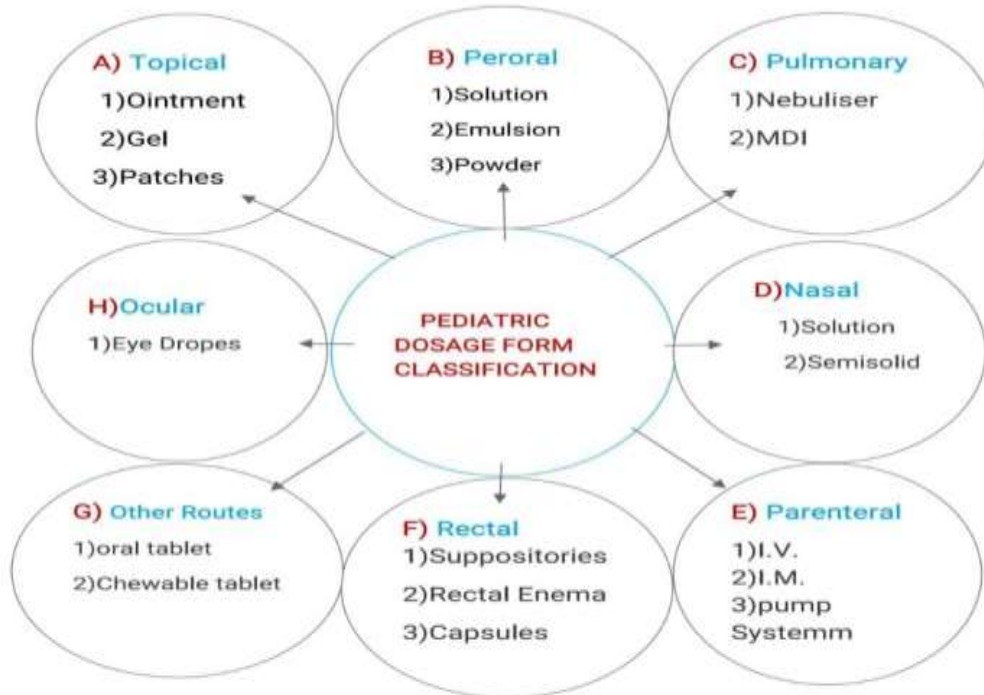 A) Topical
1)Ointment
2)Gel
3)Patches
B) Peroral
1)Solution
2)Emulsion
3)Powder
C) Pulmonary
1)Nebuliser
2)MDI
H)Ocular
1)Eye Dropes
PEDIATRIC
DOSAGE FORM
CLASSIFICATION
D)Nasal
1)Solution
2)Semisolid
G) Other Routes
1)oral tablet
2)Chewable tablet
F) Rectal
1)Suppositories
2)Rectal Enema
3)Capsules
E) Parenteral
1)I.V.
2)I.M.
3)pump
Systemm